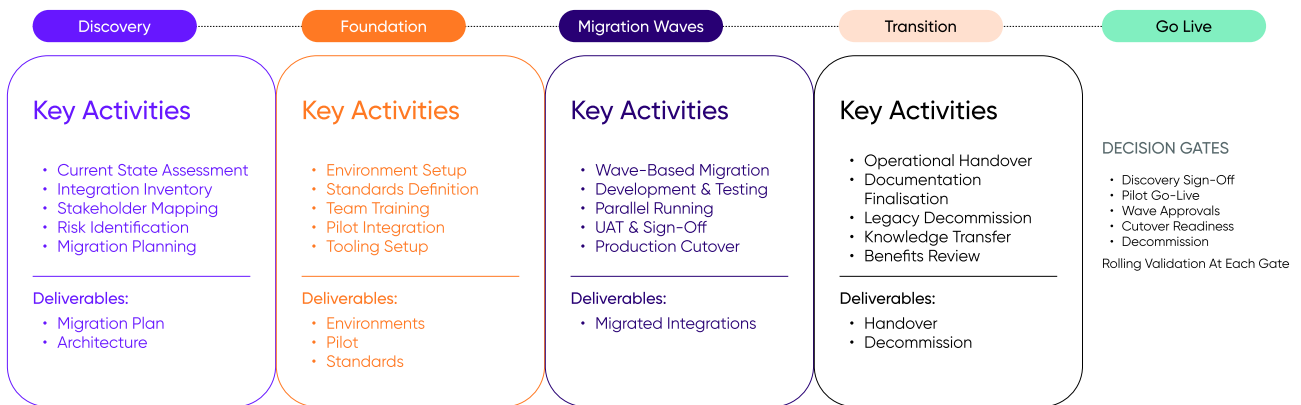 Discovery
Foundation
Migration Waves
Transition
Go Live
Key Activities
• Current State Assessment
• Integration Inventory
• Stakeholder Mapping
• Risk Identification
• Migration Planning
Deliverables:
• Migration Plan
• Architecture
Key Activities
• Environment Setup
• Standards Definition
• Team Training
• Pilot Integration
• Tooling Setup
Deliverables:
• Environments
• Pilot
• Standards
Key Activities
• Wave-Based Migration
• Development & Testing
• Parallel Running
• UAT & Sign-Off
• Production Cutover
Deliverables:
• Migrated Integrations
Key Activities
• Operational Handover
• Documentation
Finalisation
• Legacy Decommission
• Knowledge Transfer
• Benefits Review
Deliverables:
• Handover
• Decommission
DECISION GATES
• Discovery Sign-Off
• Pilot Go-Live
• Wave Approvals
• Cutover Readiness
• Decommission
Rolling Validation At Each Gate